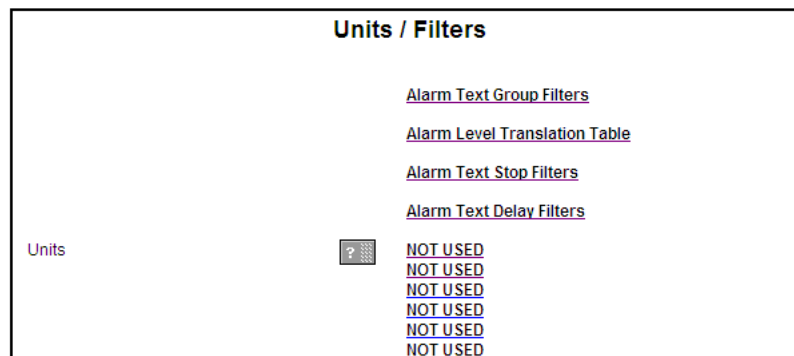 Units / Filters
Alarm Text Group Filters
Alarm Level Translation Table
Alarm Text Stop Filters
Alarm Text Delay Filters
Units ? NOT USED
NOT USED
NOT USED
NOT USED
NOT USED
NOT USED